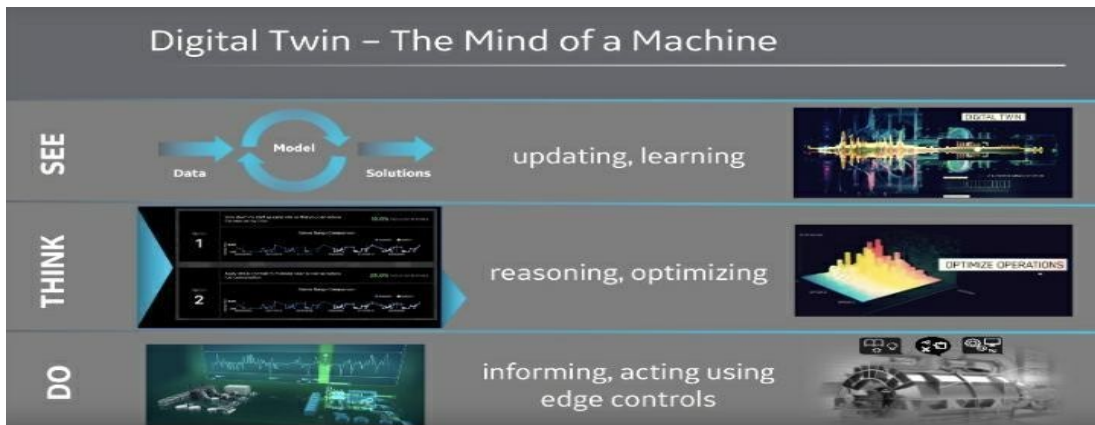 Digital Twin – The Mind of a Machine
SEE
Data
Model
Solutions
updating, learning
DIGITAL TWIN
THINK
1
2
reasoning, optimizing
OPTIMIZE OPERATIONS
DO
informing, acting using
edge controls